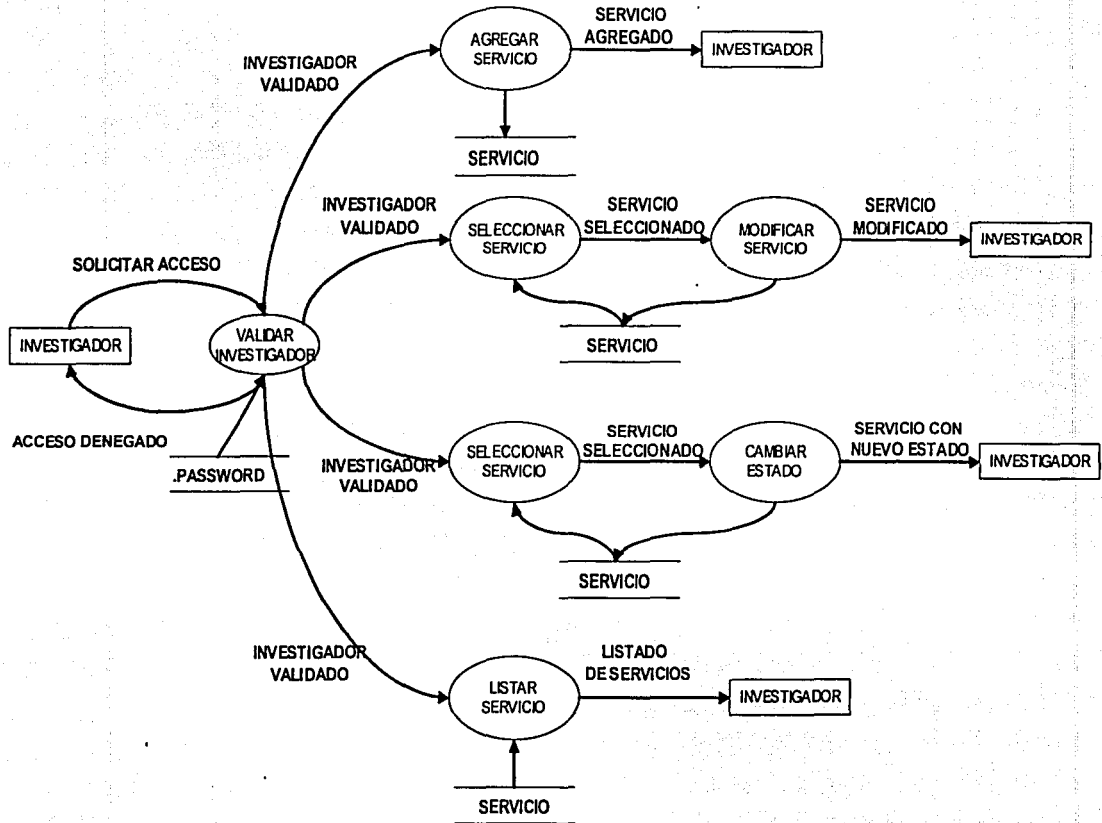 SERVICIO
AGREGADO
AGREGAR
SERVICIO
INVESTIGADOR
INVESTIGADOR
VALIDADO
SERVICIO
INVESTIGADOR
VALIDADO
SELECCIONAR
SERVICIO
SERVICIO
SELECCIONADO
MODIFICAR
SERVICIO
SERVICIO
MODIFICADO
INVESTIGADOR
SERVICIO
SOLICITAR ACCESO
INVESTIGADOR
VALIDAR
INVESTIGADOR
ACCESO DENEGADO
.PASSWORD
INVESTIGADOR
VALIDADO
SELECCIONAR
SERVICIO
SERVICIO
SELECCIONADO
CAMBIAR
ESTADO
SERVICIO CON
NUEVO ESTADO
INVESTIGADOR
SERVICIO
INVESTIGADOR
VALIDADO
LISTAR
SERVICIO
LISTADO
DE SERVICIOS
INVESTIGADOR
SERVICIO